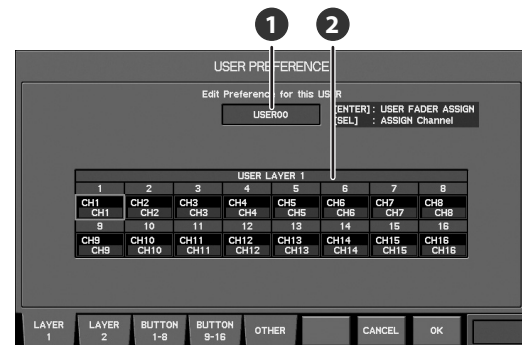 1 2
USER PREFERENCE
Edit Preference for this USER
USER00
[ENTER] : USER FADER ASSIGN
[SEL] : ASSIGN Channel
USER LAYER 1
1 2 3 4 5 6 7 8
CH1 CH2 CH3 CH4 CH5 CH6 CH7 CH8
CH1 CH2 CH3 CH4 CH5 CH6 CH7 CH8
9 10 11 12 13 14 15 16
CH9 CH10 CH11 CH12 CH13 CH14 CH15 CH16
CH9 CH10 CH11 CH12 CH13 CH14 CH15 CH16
LAYER LAYER BUTTON BUTTON OTHER CANCEL OK
1 2 1-8 9-16